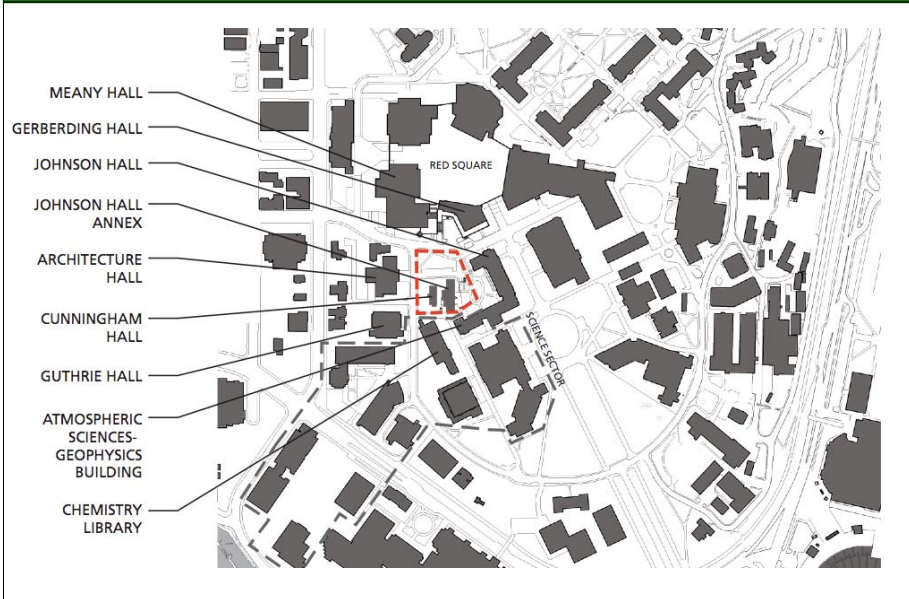 MEANY HALL
GERBERDING HALL
JOHNSON HALL
JOHNSON HALL
ANNEX
ARCHITECTURE
HALL
CUNNINGHAM
HALL
GUTHRIE HALL
ATMOSPHERIC
SCIENCES-
GEOPHYSICS
BUILDING
CHEMISTRY
LIBRARY
RED SQUARE
SCIENCE SECTOR